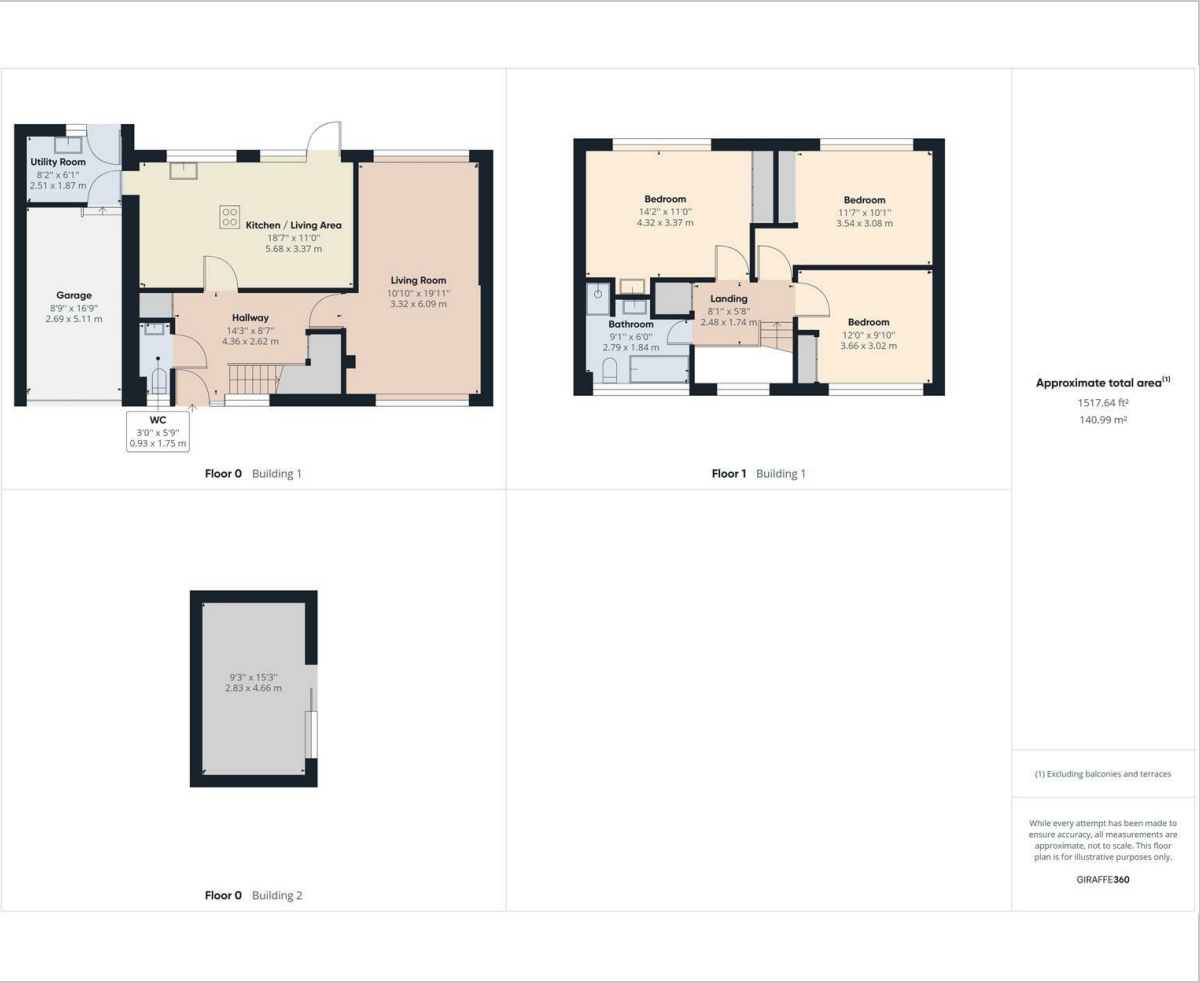 Utility Room
8'2" x 6'1"
2.51 x 1.87 m
Kitchen / Living Area
18'7" x 11'0"
5.68 x 3.37 m
Garage
8'9" x 16'9"
2.69 x 5.11 m
Hallway
14'3" x 8'7"
4.36 x 2.62 m
Living Room
10'10" x 19'11"
3.32 x 6.09 m
WC
3'0" x 5'9"
0.93 x 1.75 m
Floor 0 Building 1
Bedroom
14'2" x 11'0"
4.32 x 3.37 m
Bedroom
11'7" x 10'1"
3.54 x 3.08 m
Landing
8'1" x 5'8"
2.48 x 1.74 m
Bathroom
9'1" x 6'0"
2.79 x 1.84 m
Bedroom
12'0" x 9'10"
3.66 x 3.02 m
Floor 1 Building 1
9'3" x 15'3"
2.83 x 4.66 m
Floor 0 Building 2
Approximate total area(1)
1517.64 ft²
140.99 m²
(1) Excluding balconies and terraces
While every attempt has been made to
ensure accuracy, all measurements are
approximate, not to scale. This floor
plan is for illustrative purposes only.
GIRAFFE360